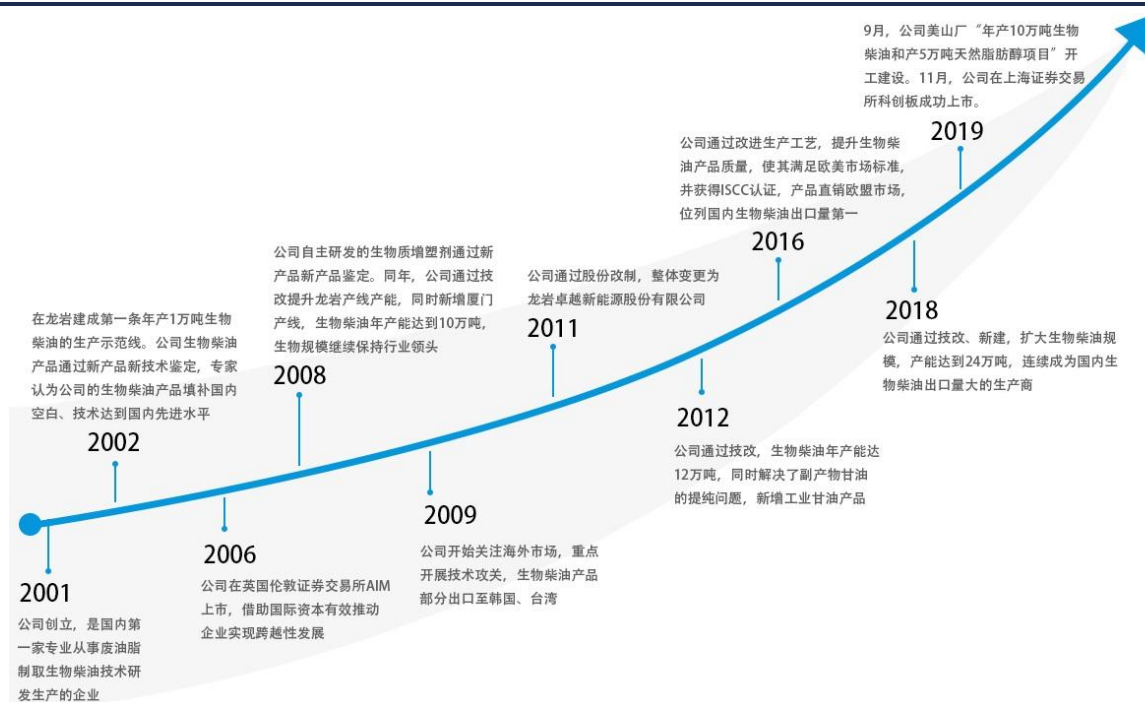 2001
公司创立，是国内第
一家专业从事废油脂
制取生物柴油技术研
发生产的企业
在龙岩建成第一条年产1万吨生物
柴油的生产示范线。公司生物柴油
产品通过新产品新技术鉴定，专家
认为公司的生物柴油产品填补国内
空白、技术达到国内先进水平
2002
2006
公司在英国伦敦证券交易所AIM
上市，借助国际资本有效推动
企业实现跨越性发展
公司自主研发的生物质增塑剂通过新
产品新产品鉴定。同年，公司通过技
改提升龙岩产线产能，同时新增厦门
产线，生物柴油年产能达到10万吨，
生物规模继续保持行业领头
2008
2009
公司开始关注海外市场，重点
开展技术攻关，生物柴油产品
部分出口至韩国、台湾
公司通过股份改制，整体变更为
龙岩卓越新能源股份有限公司
2011
2012
公司通过技改，生物柴油年产能达
12万吨，同时解决了副产物甘油
的提纯问题，新增工业甘油产品
公司通过改进生产工艺，提升生物柴
油产品质量，使其满足欧美市场标准，
并获得ISCC认证，产品直销欧盟市场，
位列国内生物柴油出口量第一
2016
2018
公司通过技改、新建，扩大生物柴油规
模，产能达到24万吨，连续成为国内生
物柴油出口量大的生产商
9月，公司美山厂“年产10万吨生物
柴油和产5万吨天然脂肪醇项目”开
工建设。11月，公司在上海证券交易
所科创板成功上市。
2019